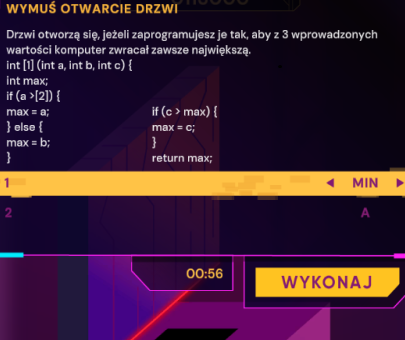 WYMUŚ OTWARCIE DRZWI
Drzwi otworzą się, jeżeli zaprogramujesz je tak, aby z 3 wprowadzonych
wartości komputer zwracał zawsze największą.
int [1] (int a, int b, int c) {
int max;
if (a >[2]) {
max = a;
} else {
max = b;
}
if (c > max) {
max = c;
}
return max;
1 ◀ MIN ▶
2 A
00:56
WYKONAJ